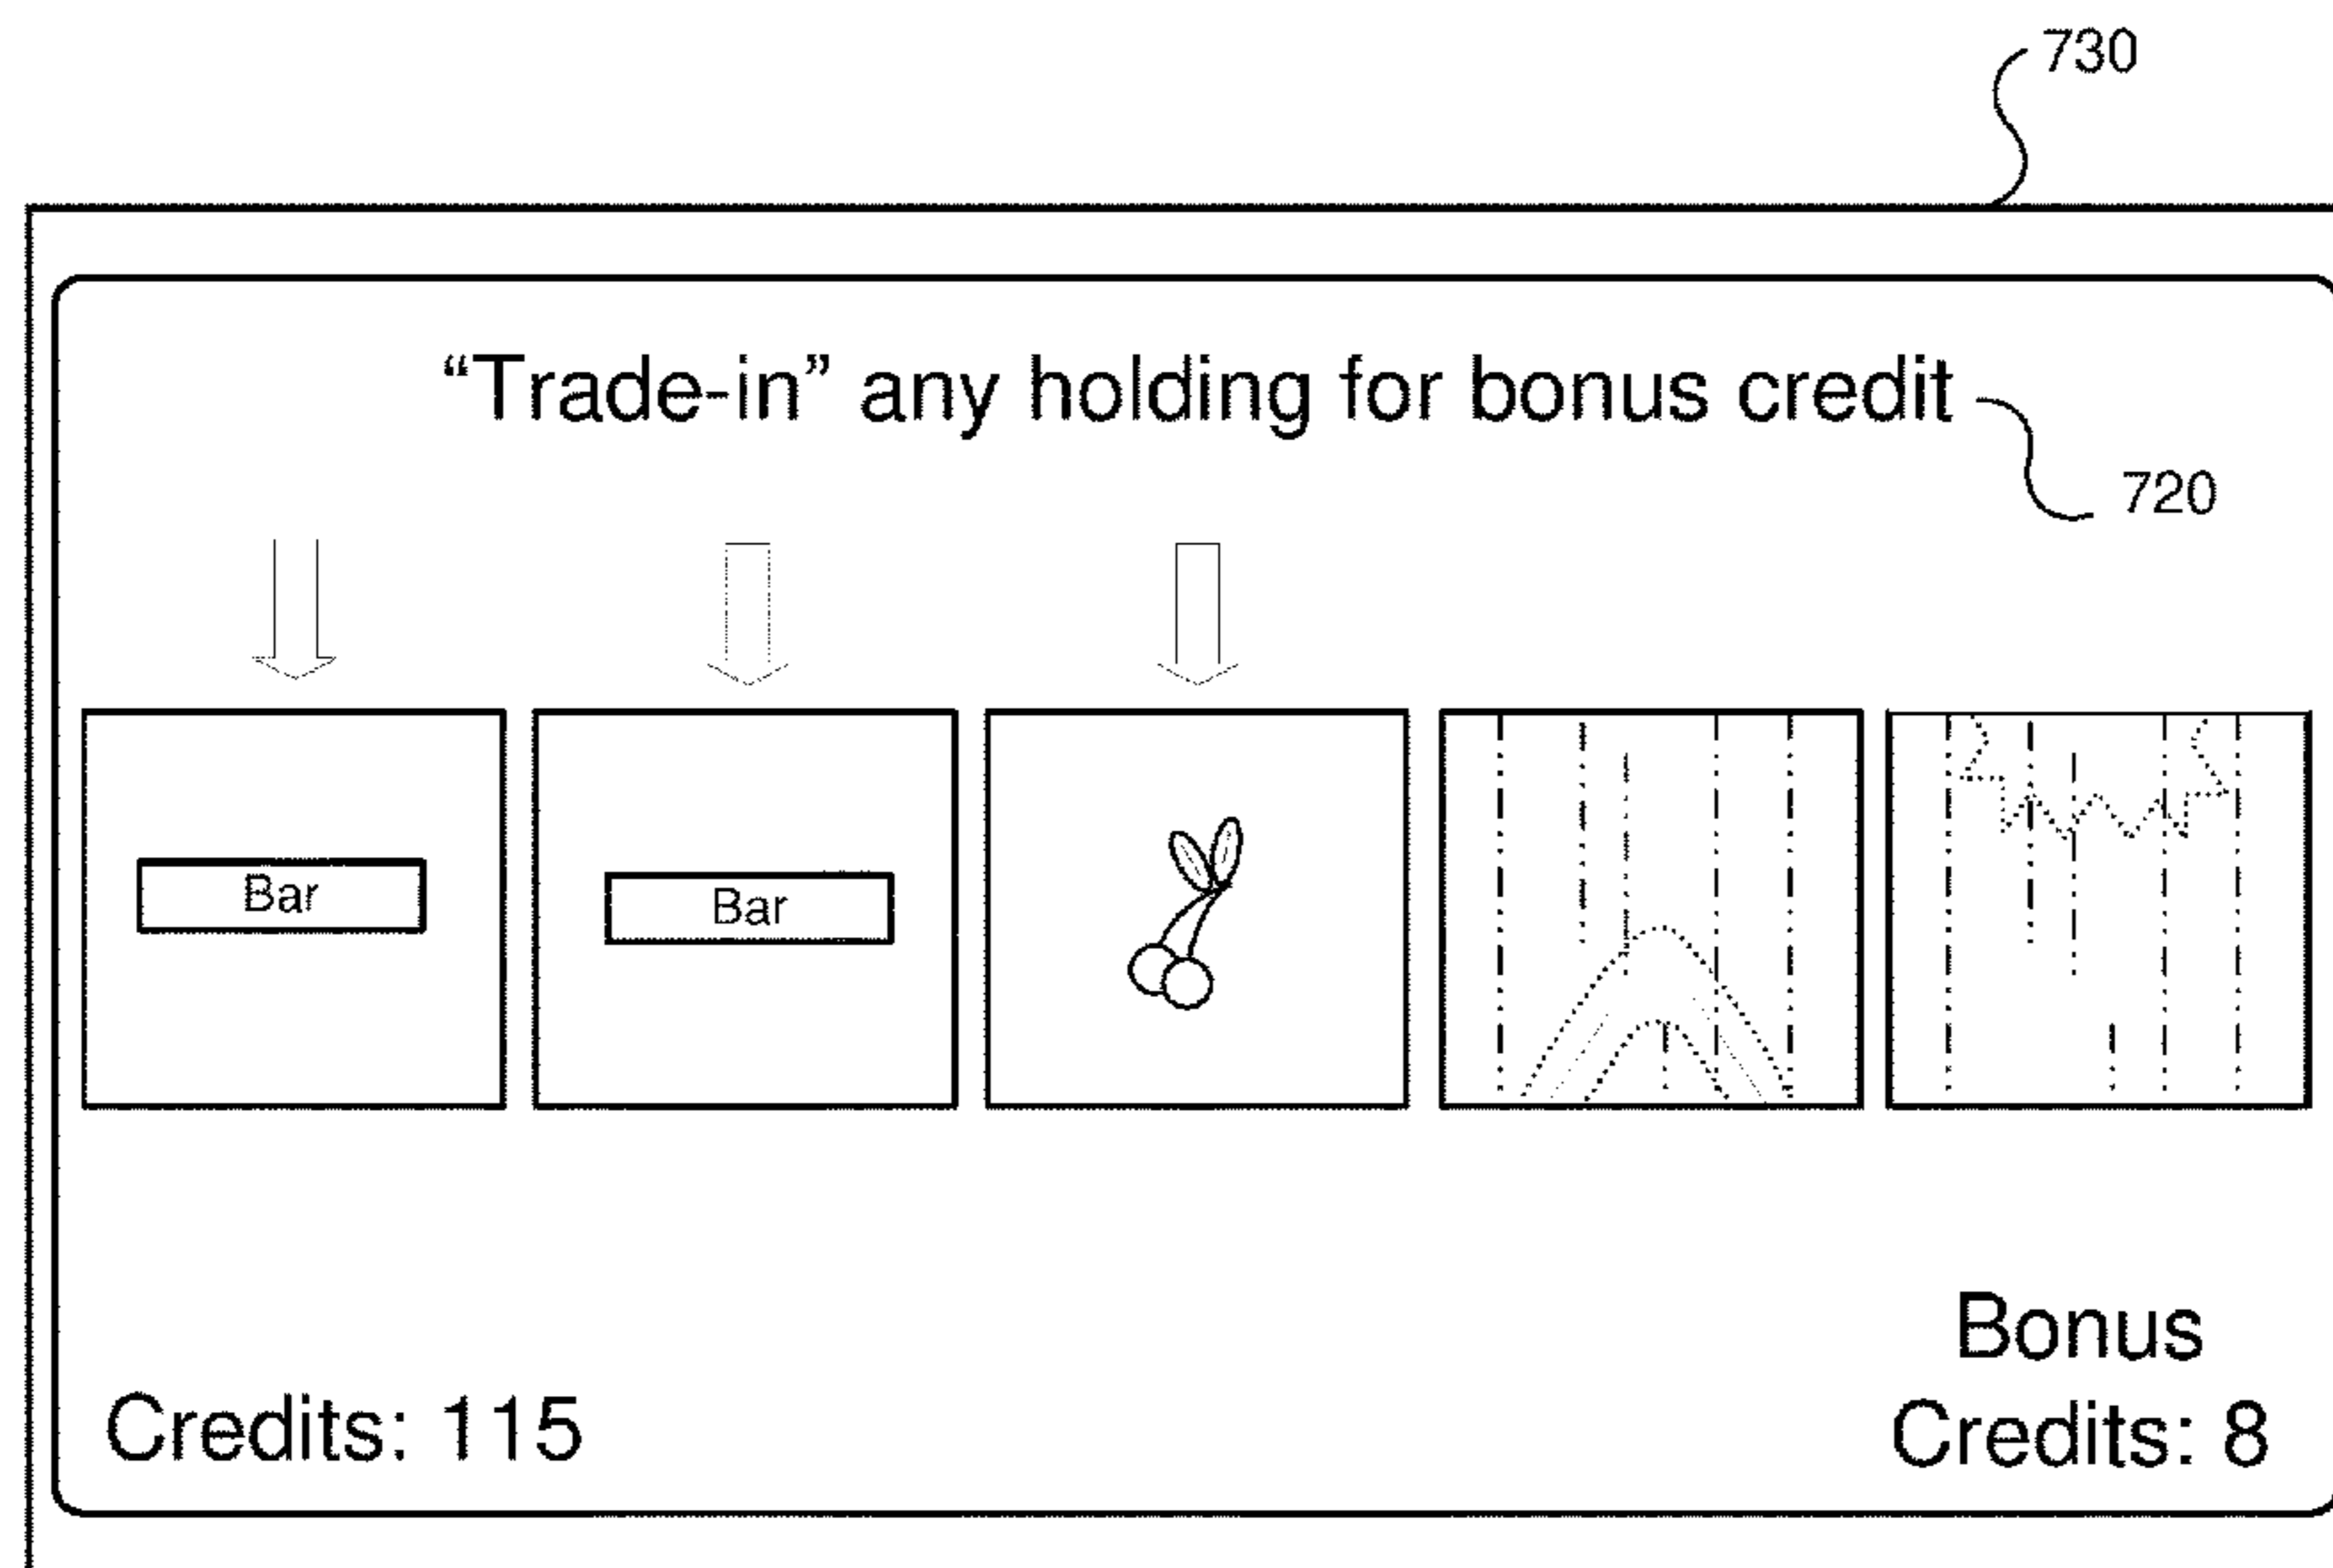 730
“Trade-in” any holding for bonus credit
720
Bar
Bar
Bonus
Credits: 115
Credits: 8